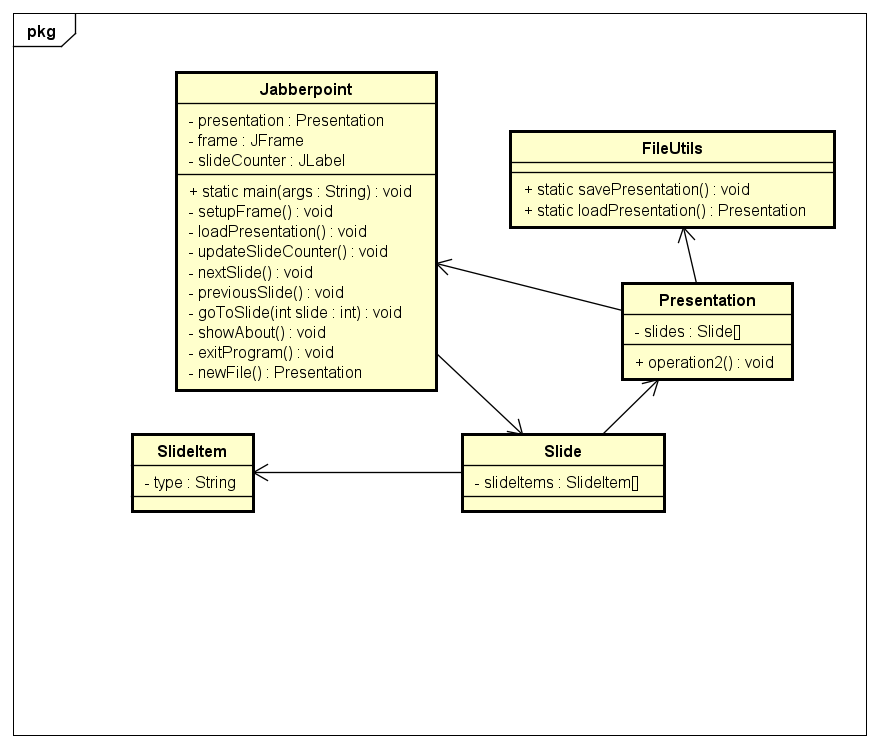 pkg
Jabberpoint
- presentation : Presentation
- frame : JFrame
- slideCounter : JLabel
+ static main(args : String) : void
- setupFrame() : void
- loadPresentation() : void
- updateSlideCounter() : void
- nextSlide() : void
- previousSlide() : void
- goToSlide(int slide : int) : void
- showAbout() : void
- exitProgram() : void
- newFile() : Presentation
FileUtils
+ static savePresentation() : void
+ static loadPresentation() : Presentation
Presentation
- slides : Slide[]
+ operation2() : void
SlideItem
- type : String
Slide
- slideItems : SlideItem[]